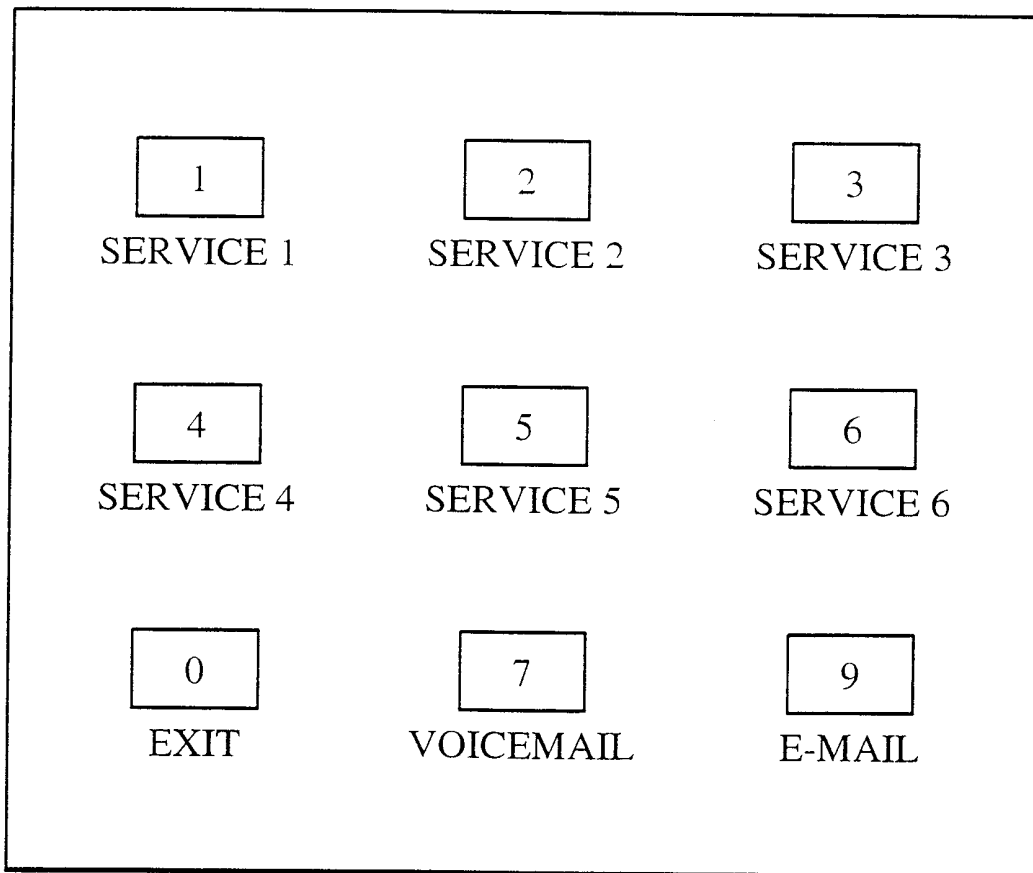 1 2 3
SERVICE 1 SERVICE 2 SERVICE 3
4 5 6
SERVICE 4 SERVICE 5 SERVICE 6
0 7 9
EXIT VOICEMAIL E-MAIL